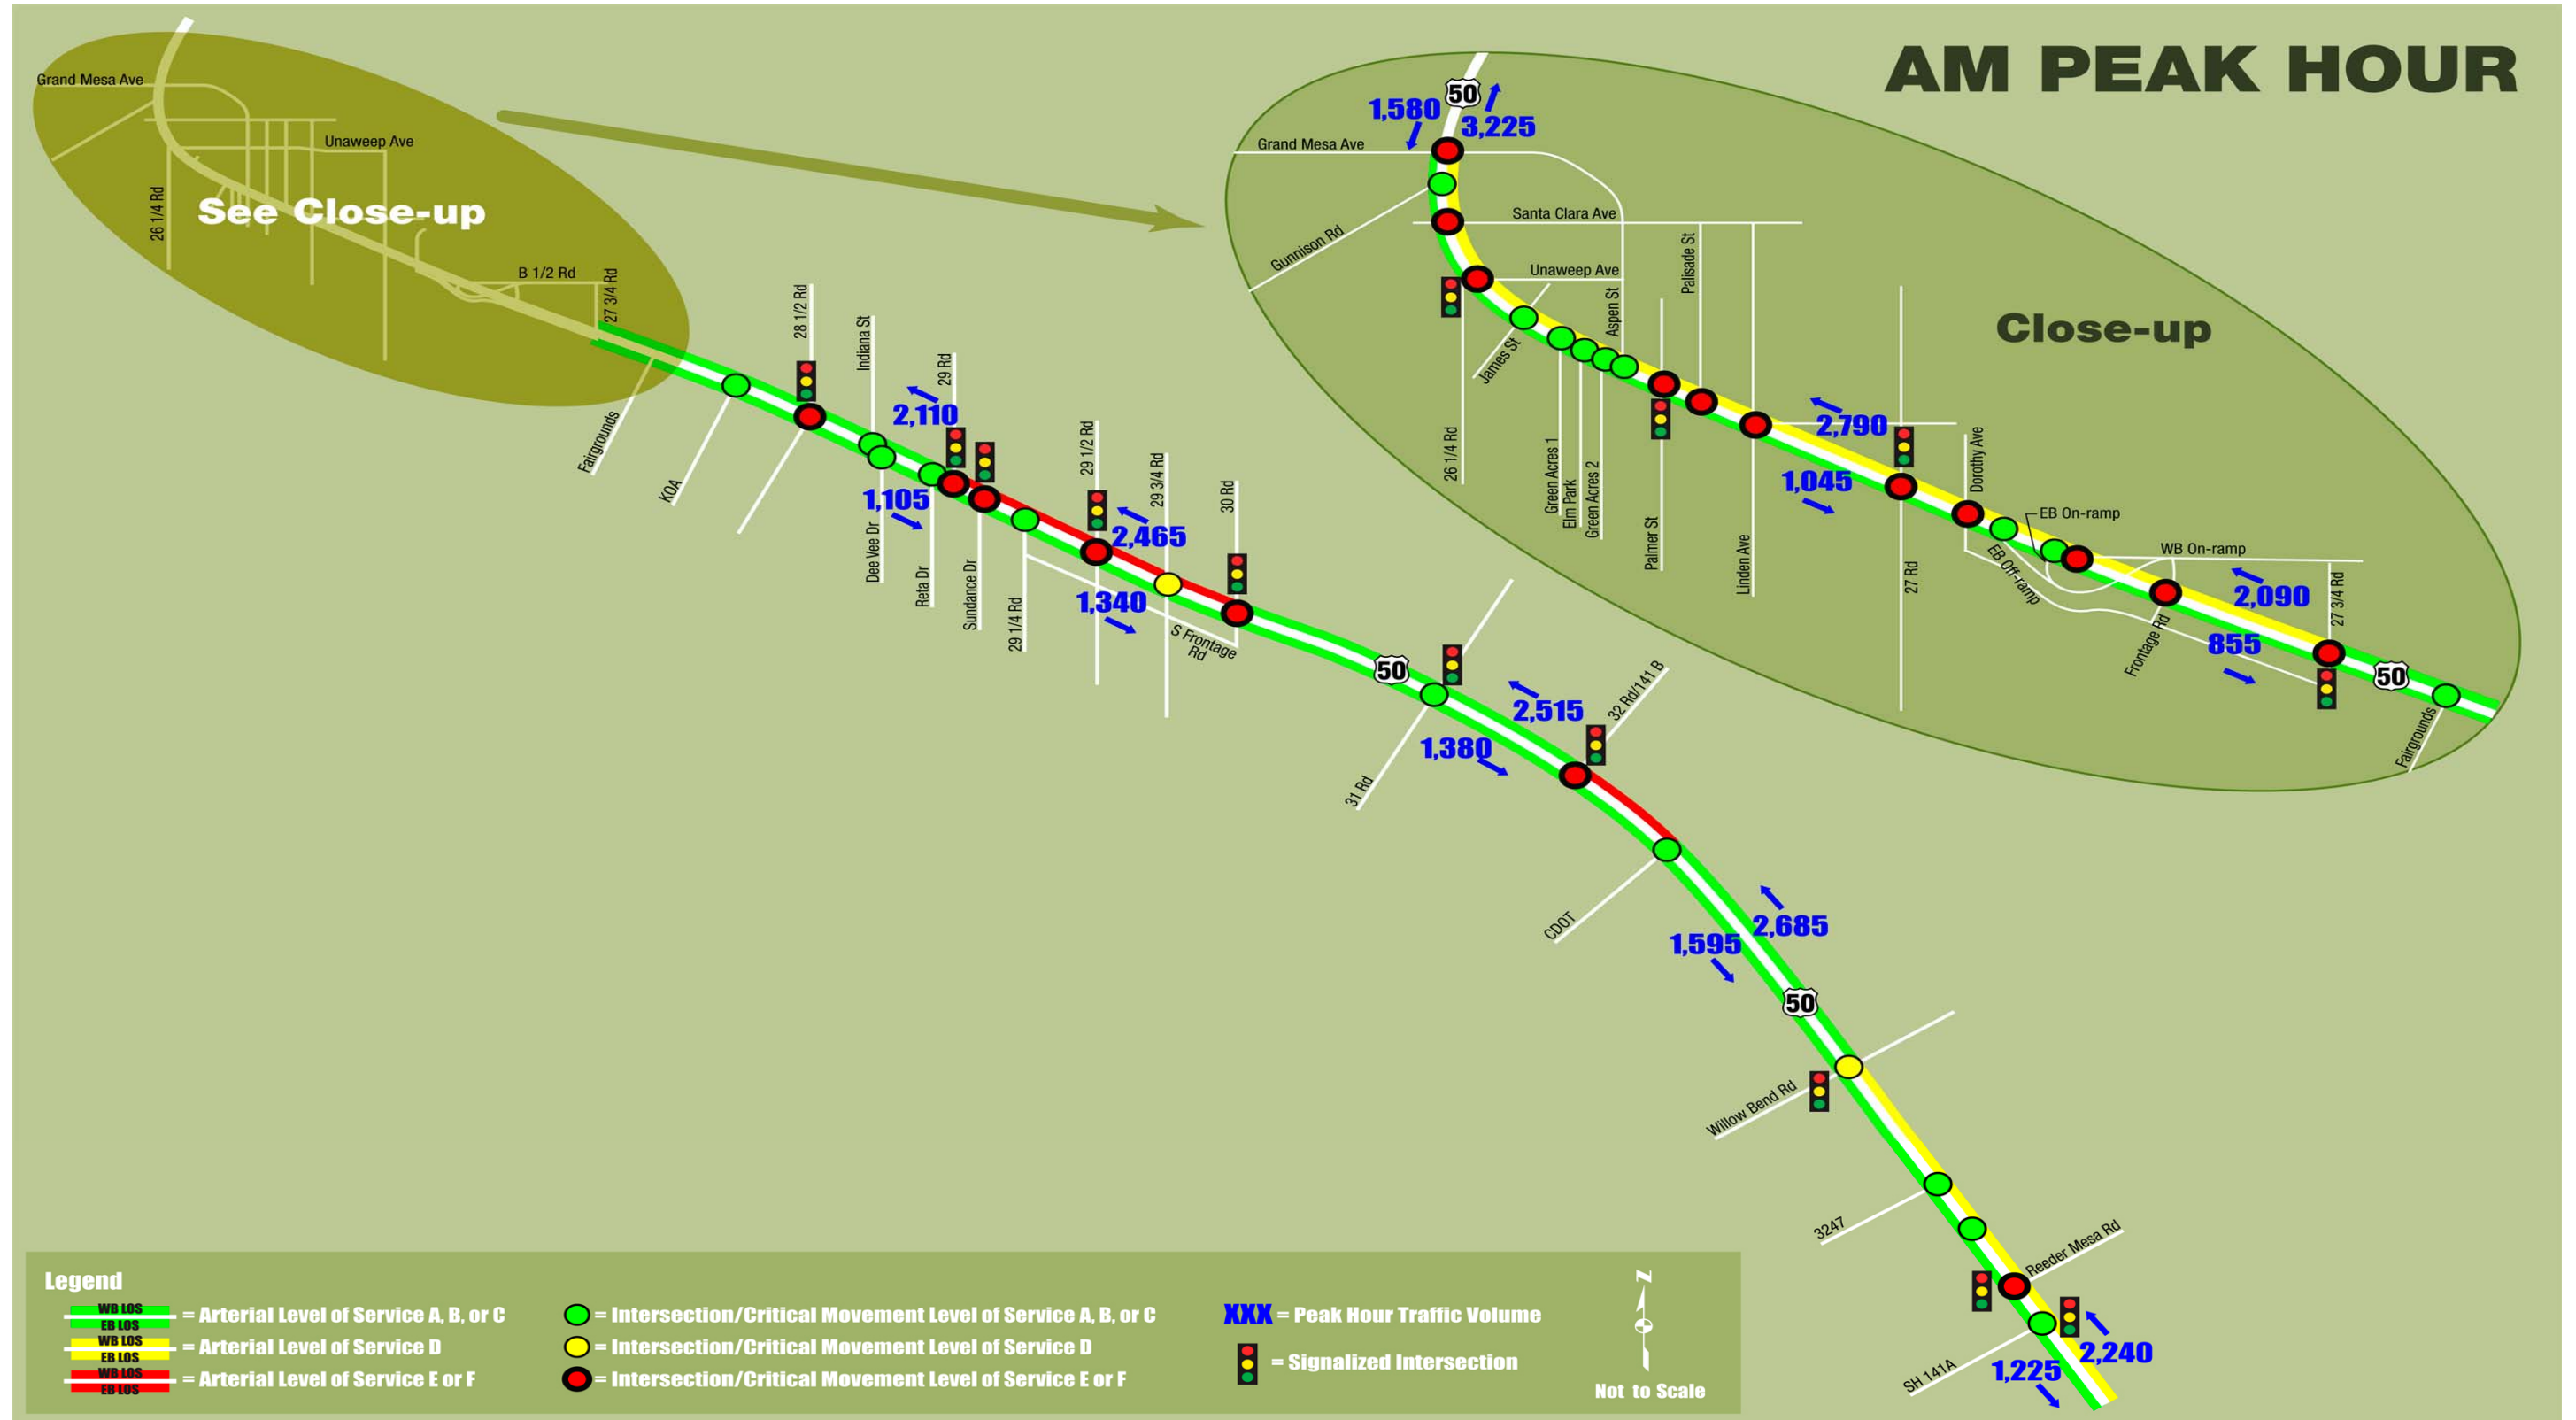 AM PEAK HOUR
Grand Mesa Ave
Unaweep Ave
26 1/4 Rd
See Close-up
B 1/2 Rd
27 3/4 Rd
Fairgrounds
KOA
28 1/2 Rd
Indiana St
2,110
29 Rd
1,105
Dee Vee Dr
Reta Dr
Sundance Dr
29 1/4 Rd
29 1/2 Rd
2,465
29 3/4 Rd
1,340
30 Rd
S Frontage
Rd
50
31 Rd
2,515
1,380
32 Rd/141 B
CDOT
2,685
1,595
50
Willow Bend Rd
3247
Reeder Mesa Rd
SH 141A
2,240
1,225
Close-up
50
1,580
3,225
Grand Mesa Ave
Gunnison Rd
Santa Clara Ave
Unaweep Ave
26 1/4 Rd
James St
Green Acres 1
Elm Park
Green Acres 2
Aspen St
Palmer St
Palisade St
Linden Ave
2,790
1,045
27 Rd
Dorothy Ave
EB On-ramp
EB Off-ramp
WB On-ramp
Frontage Rd
2,090
855
27 3/4 Rd
50
Fairgrounds
Legend
WB LOS
EB LOS
= Arterial Level of Service A, B, or C
WB LOS
EB LOS
= Arterial Level of Service D
WB LOS
EB LOS
= Arterial Level of Service E or F
= Intersection/Critical Movement Level of Service A, B, or C
= Intersection/Critical Movement Level of Service D
= Intersection/Critical Movement Level of Service E or F
XXX = Peak Hour Traffic Volume
= Signalized Intersection
N
Not to Scale